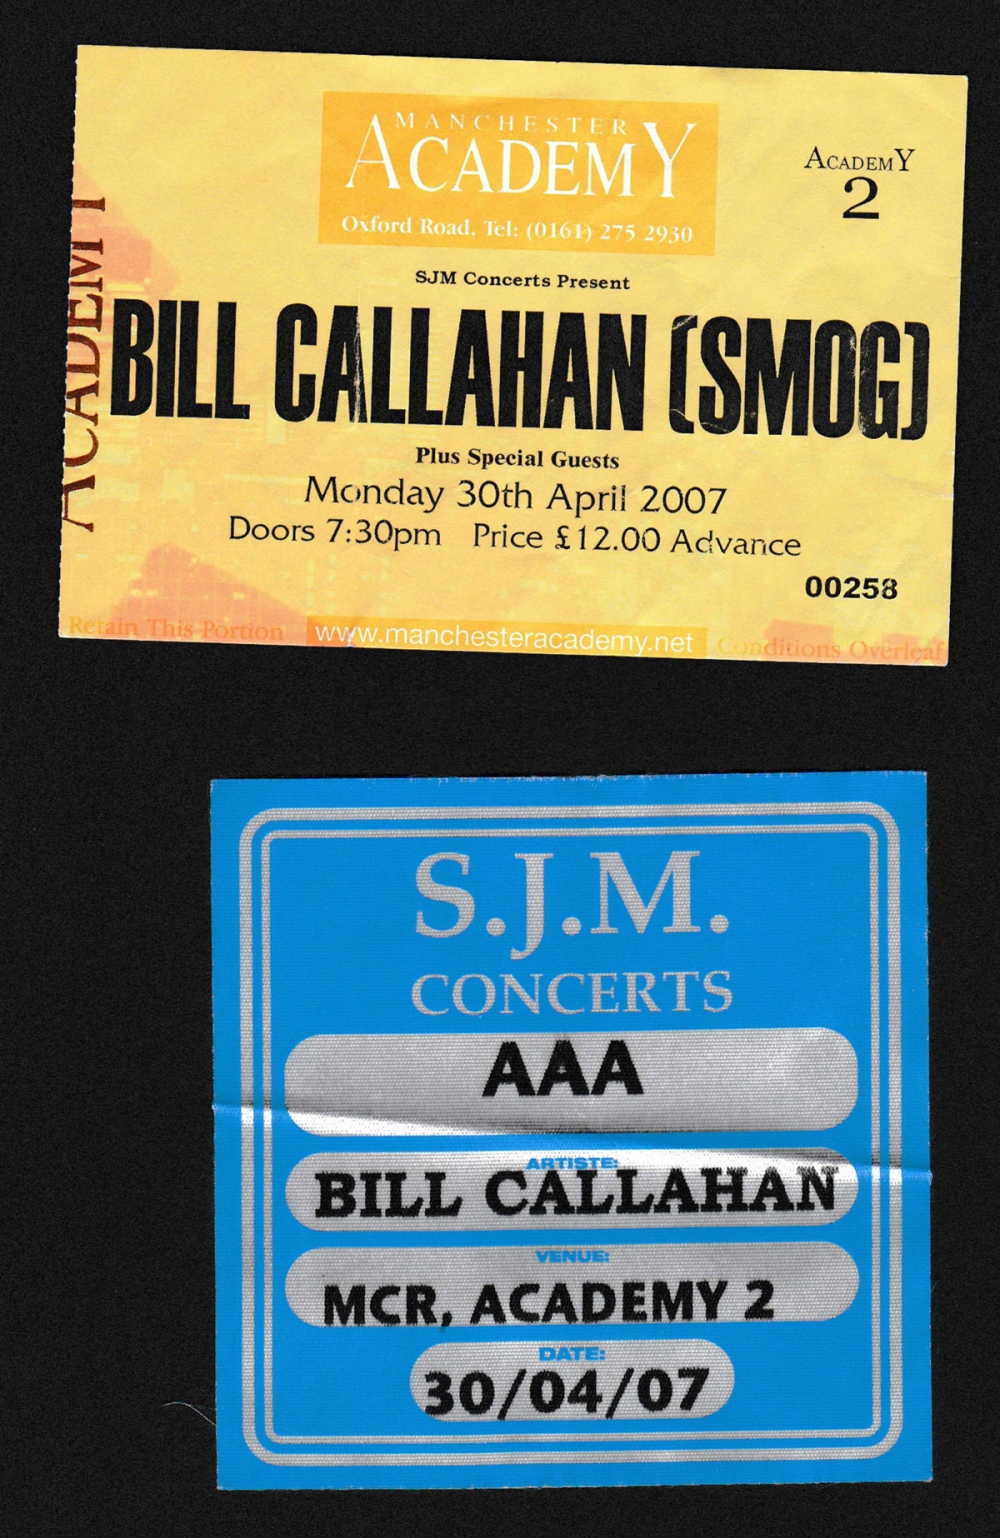 MANCHESTER
ACADEMY
Oxford Road, Tel: (0161) 275 2930
ACADEMY
2
SJM Concerts Present
BILL CALLAHAN (SMOG)
Plus Special Guests
Monday 30th April 2007
Doors 7:30pm Price £12.00 Advance
00258
Retain This Portion
www.manchesteracademy.net
Conditions Overleaf
ACADEMY
S.J.M.
CONCERTS
AAA
ARTISTE:
BILL CALLAHAN
VENUE:
MCR, ACADEMY 2
DATE:
30/04/07